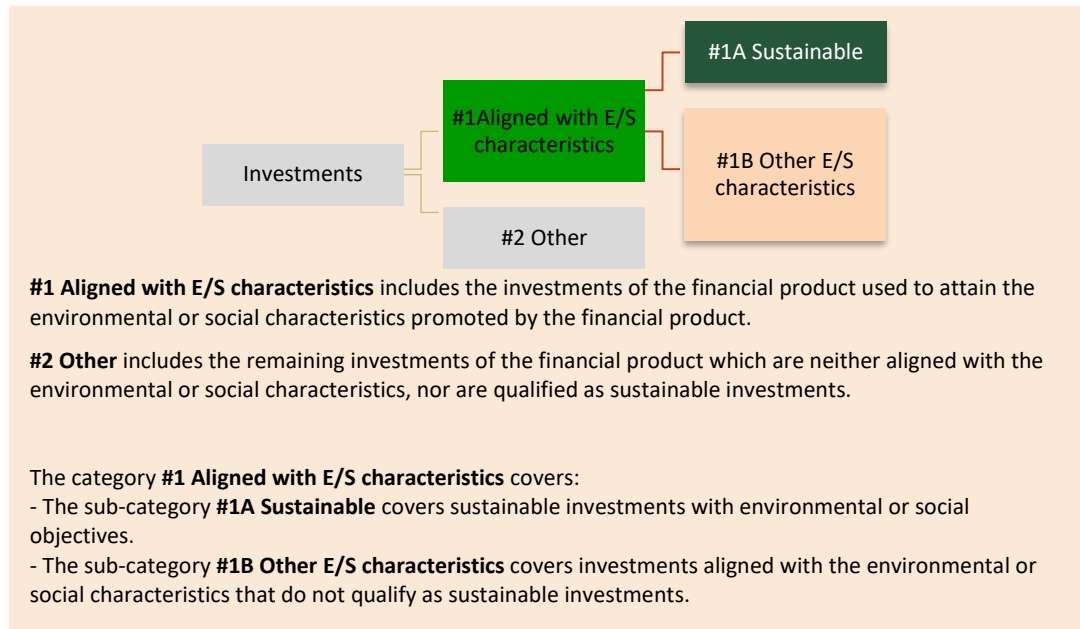 #1A Sustainable
#1Aligned with E/S
characteristics
Investments
#1B Other E/S
characteristics
#2 Other
#1 Aligned with E/S characteristics includes the investments of the financial product used to attain the
environmental or social characteristics promoted by the financial product.
#2 Other includes the remaining investments of the financial product which are neither aligned with the
environmental or social characteristics, nor are qualified as sustainable investments.
The category #1 Aligned with E/S characteristics covers:
- The sub-category #1A Sustainable covers sustainable investments with environmental or social
objectives.
- The sub-category #1B Other E/S characteristics covers investments aligned with the environmental or
social characteristics that do not qualify as sustainable investments.